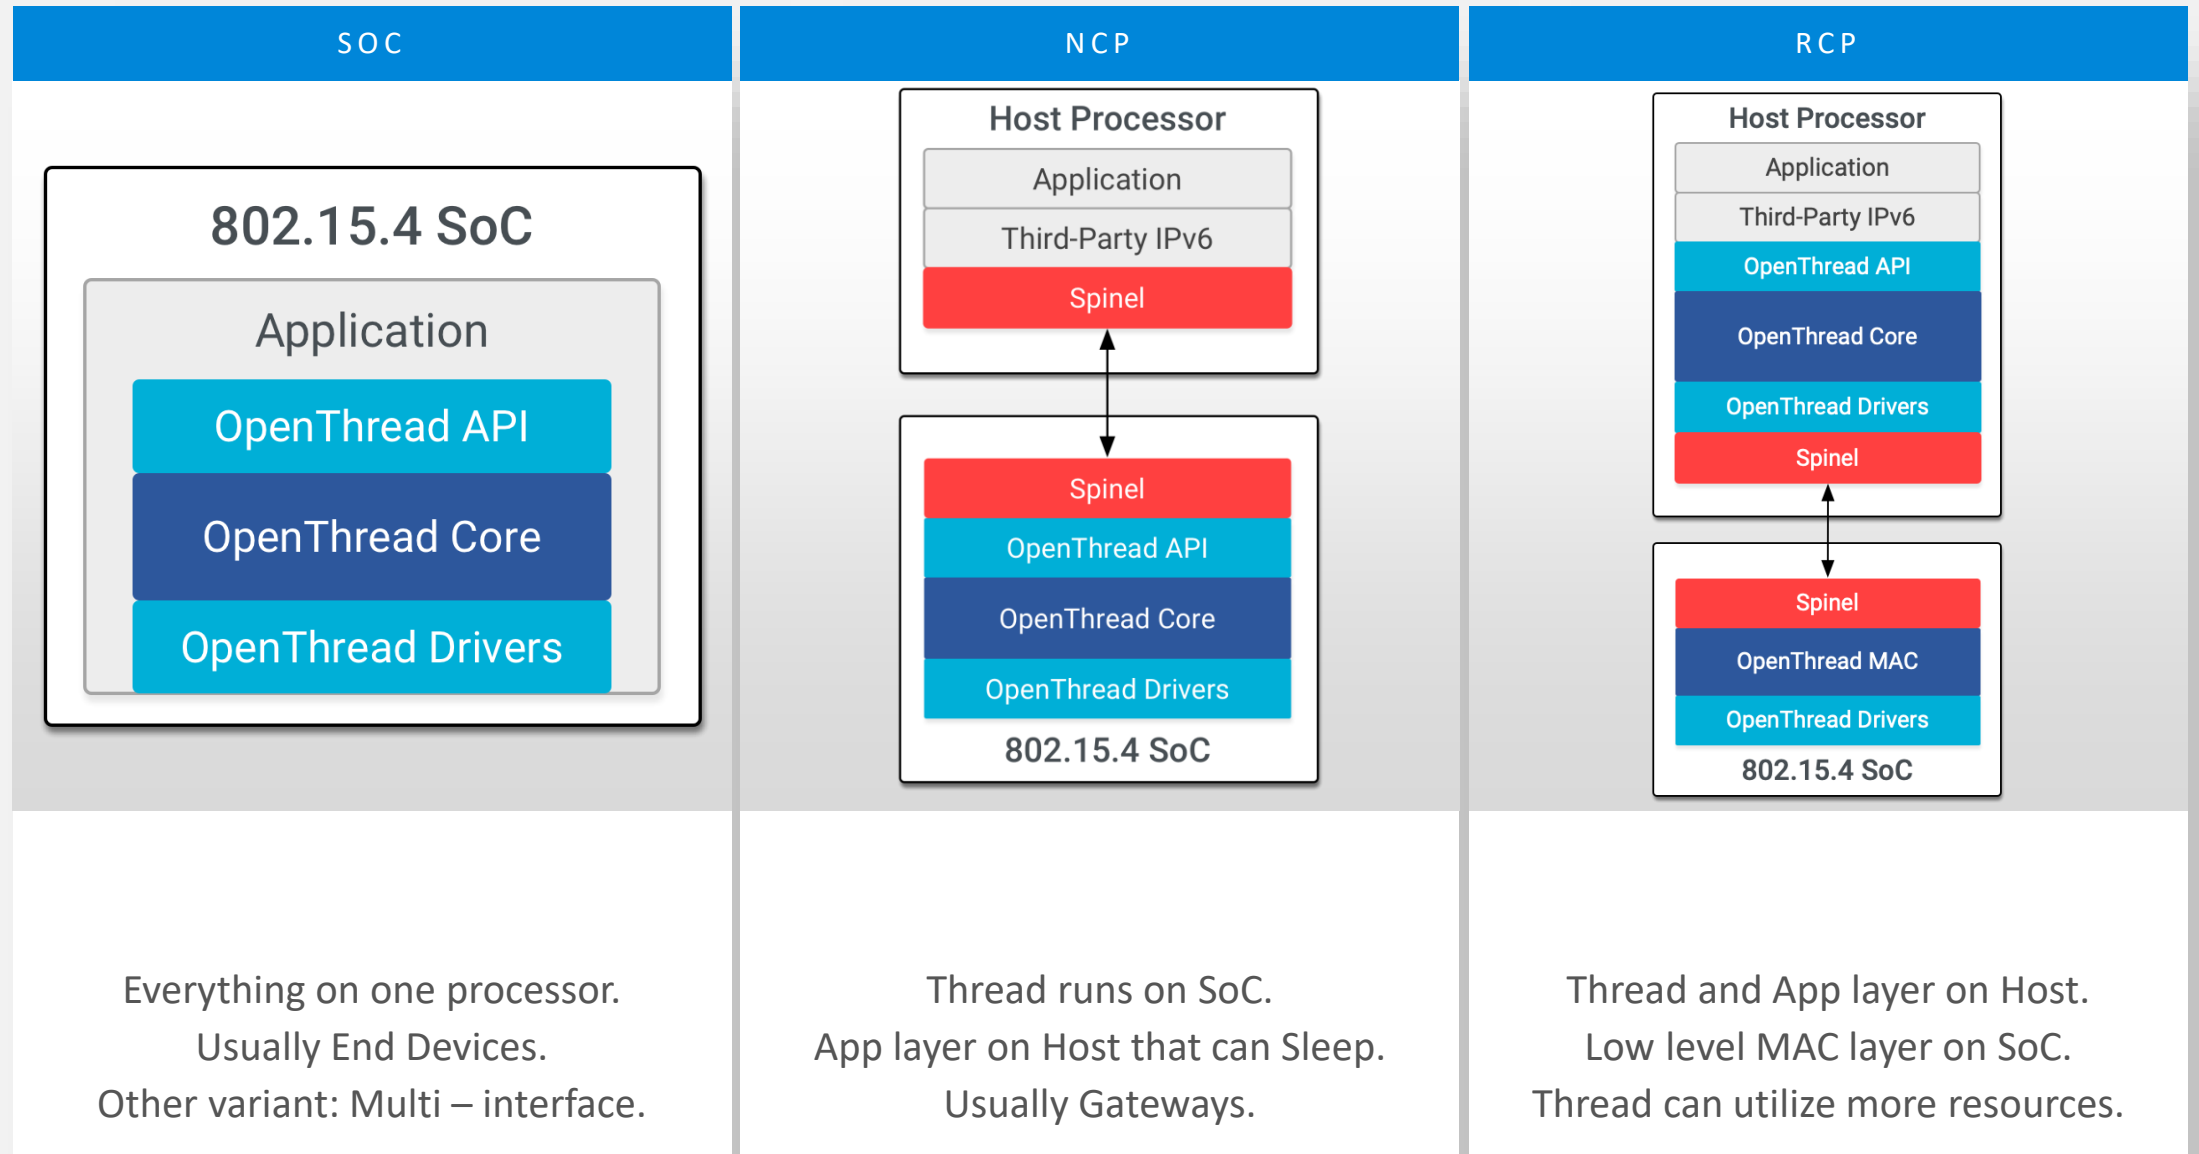 SOC
802.15.4 SoC
Application
OpenThread API
OpenThread Core
OpenThread Drivers
Everything on one processor.
Usually End Devices.
Other variant: Multi – interface.
NCP
Host Processor
Application
Third-Party IPv6
Spinel
Spinel
OpenThread API
OpenThread Core
OpenThread Drivers
802.15.4 SoC
Thread runs on SoC.
App layer on Host that can Sleep.
Usually Gateways.
RCP
Host Processor
Application
Third-Party IPv6
OpenThread API
OpenThread Core
OpenThread Drivers
Spinel
Spinel
OpenThread MAC
OpenThread Drivers
802.15.4 SoC
Thread and App layer on Host.
Low level MAC layer on SoC.
Thread can utilize more resources.